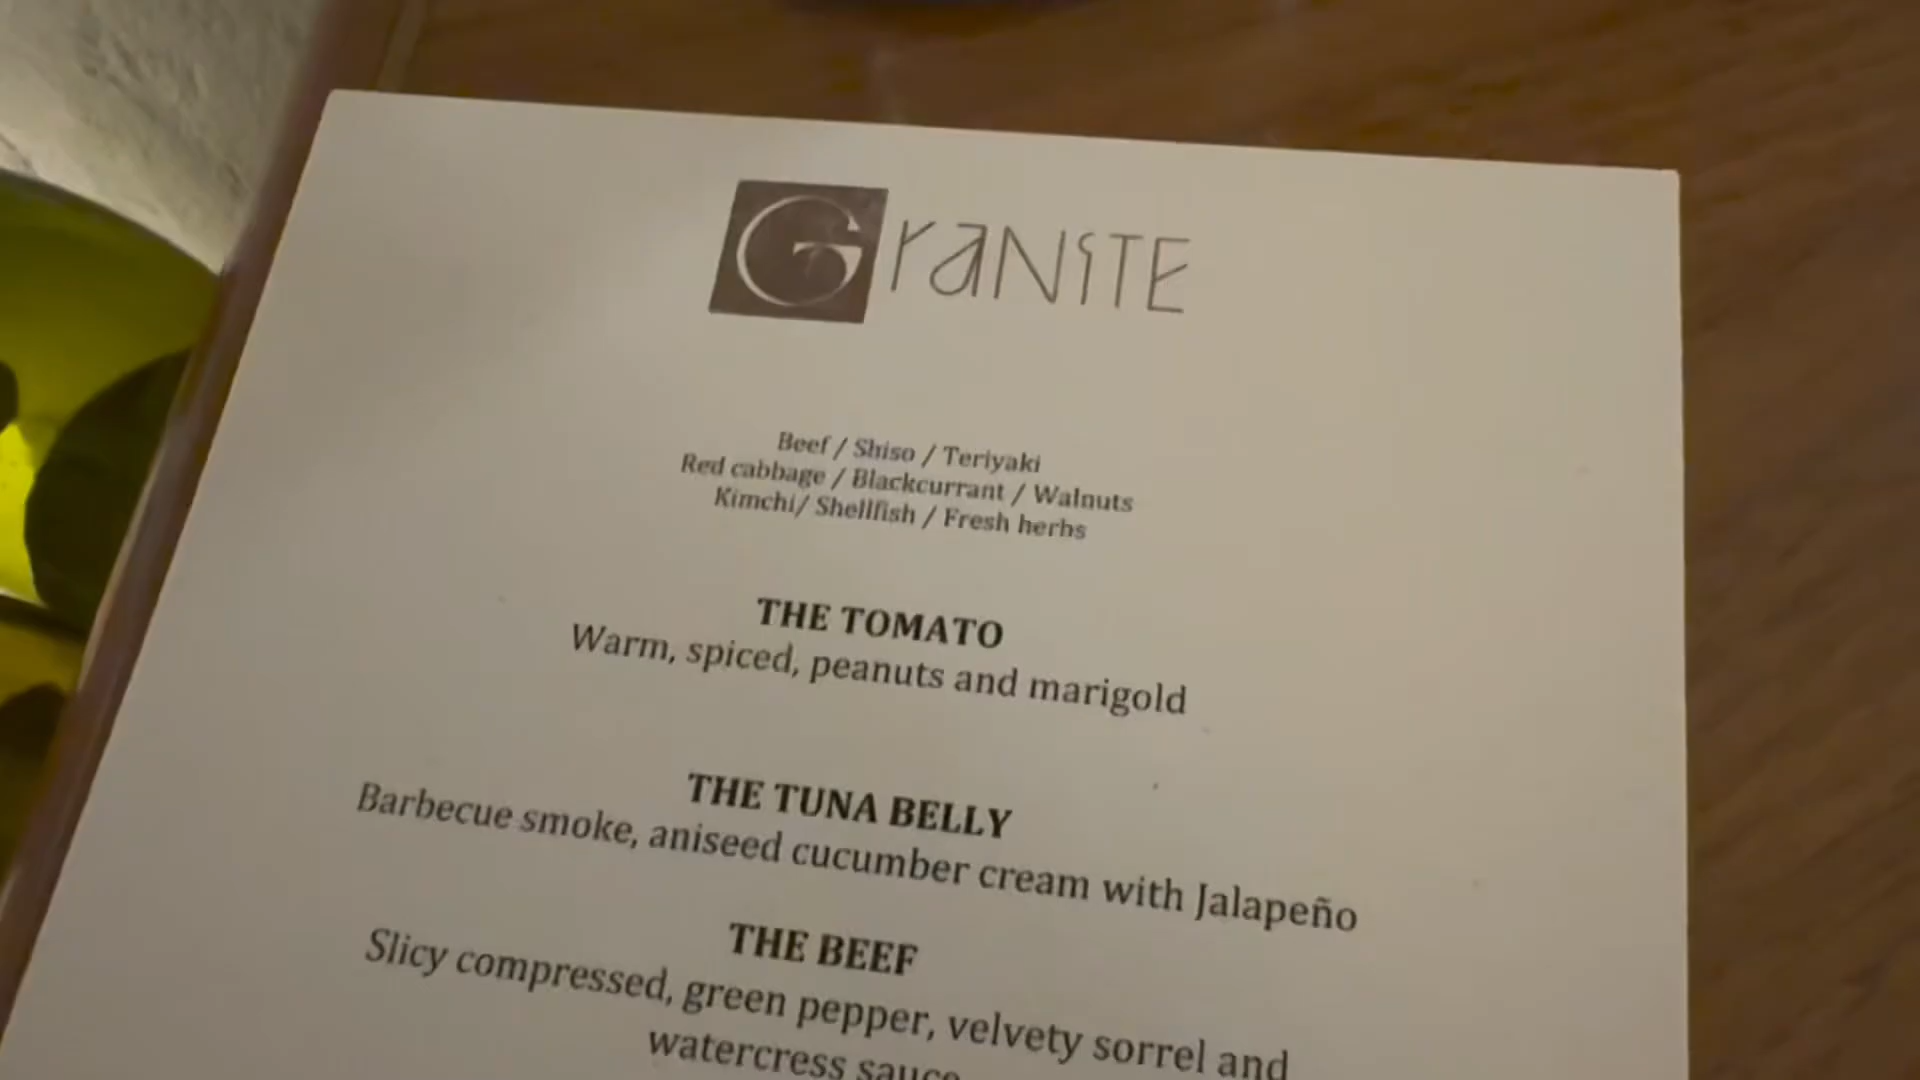 GraNiTE
Beef / Shiso / Teriyaki
Red cabbage / Blackcurrant / Walnuts
Kimchi/ Shellfish / Fresh herbs
THE TOMATO
Warm, spiced, peanuts and marigold
THE TUNA BELLY
Barbecue smoke, aniseed cucumber cream with Jalapeño
THE BEEF
Slicy compressed, green pepper, velvety sorrel and
watercress sauce